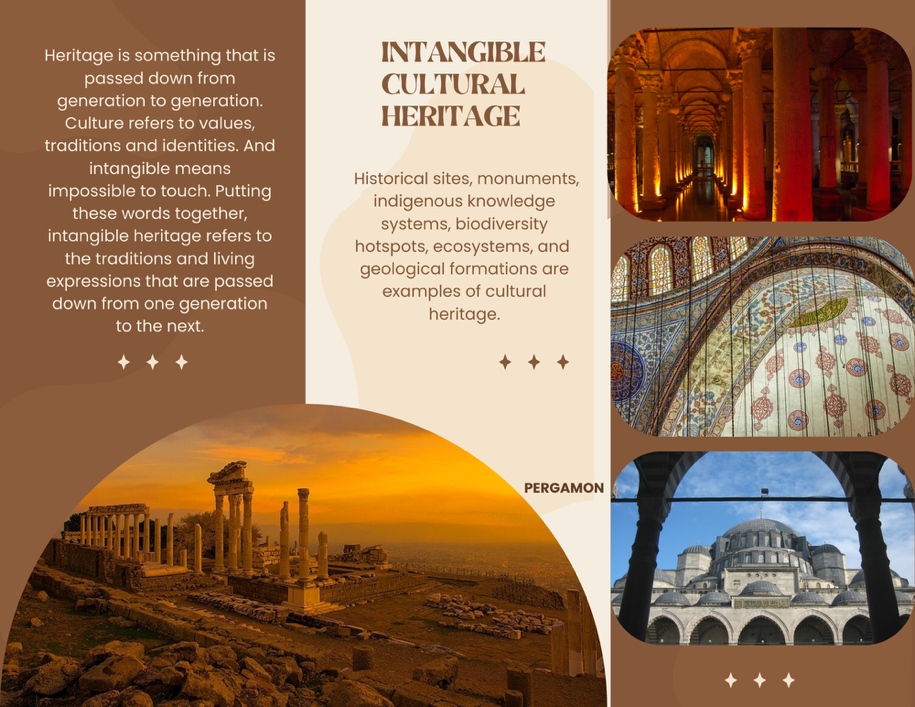 Heritage is something that is
passed down from
generation to generation.
Culture refers to values,
traditions and identities. And
intangible means
impossible to touch. Putting
these words together,
intangible heritage refers to
the traditions and living
expressions that are passed
down from one generation
to the next.
INTANGIBLE
CULTURAL
HERITAGE
Historical sites, monuments,
indigenous knowledge
systems, biodiversity
hotspots, ecosystems, and
geological formations are
examples of cultural
heritage.
PERGAMON